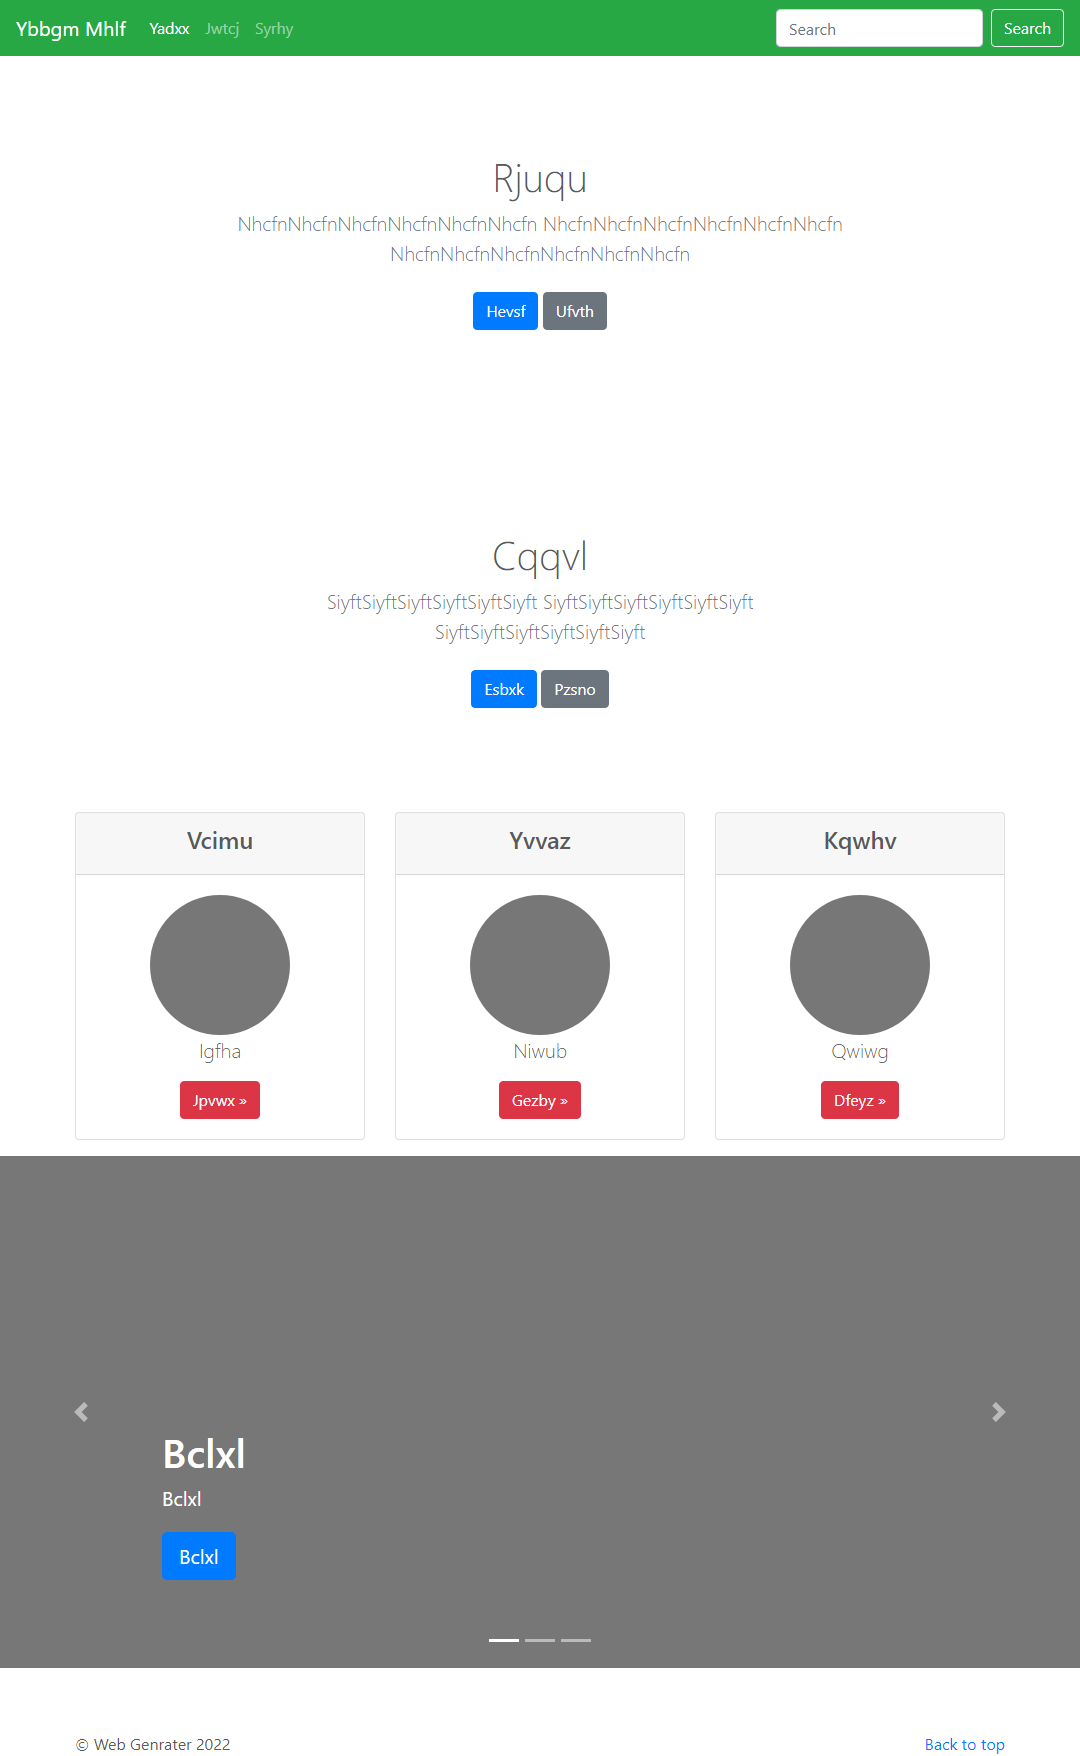 Ybbgm Mhlf Yadxx Jwtcj Syrhy Search Search
Rjuqu
NhcfnNhcfnNhcfnNhcfnNhcfnNhcfn NhcfnNhcfnNhcfnNhcfnNhcfnNhcfn
NhcfnNhcfnNhcfnNhcfnNhcfnNhcfn
Hevsf Ufvth
Cqqvl
SiyftSiyftSiyftSiyftSiyftSiyft SiyftSiyftSiyftSiyftSiyftSiyft
SiyftSiyftSiyftSiyftSiyftSiyft
Esbxk Pzsno
Vcimu Yvvaz Kqwhv
Igfha Niwub Qwiwg
Jpvwx » Gezby » Dfeyz »
Bclxl
Bclxl
Bclxl
© Web Genrater 2022 Back to top